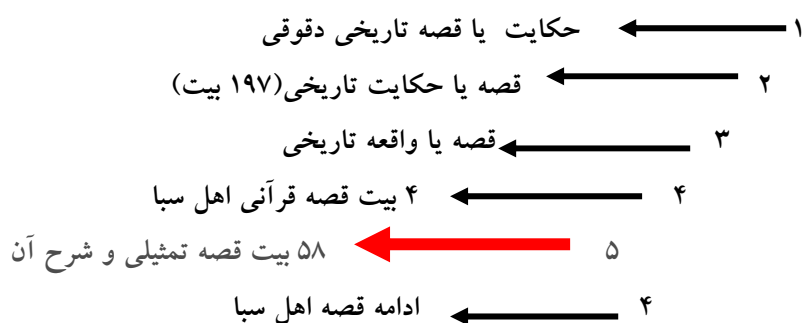 ۱ حکایت یا قصه تاریخی دقوقی
۲ قصه یا حکایت تاریخی(۱۹۷ بیت)
۳ قصه یا واقعه تاریخی
۴ ۴ بیت قصه قرآنی اهل سبا
۵ ۵۸ بیت قصه تمثیلی و شرح آن
۴ ادامه قصه اهل سبا